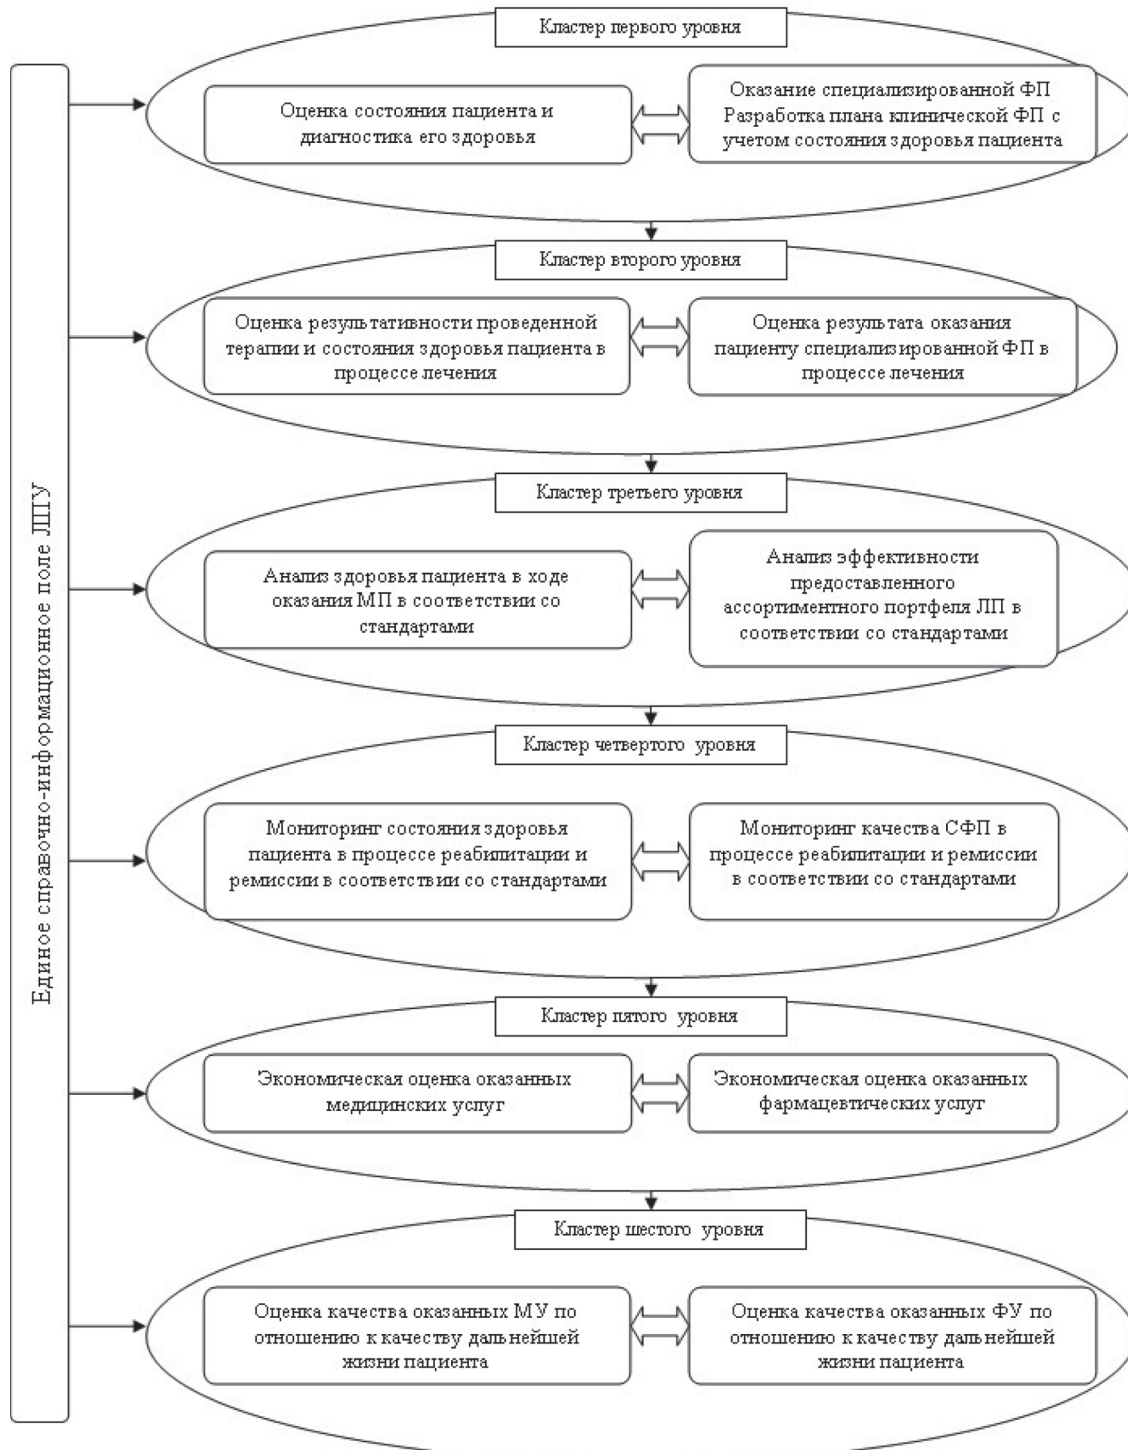 Единое справочно-информационное поле ЛПУ
Кластер первого уровня
Оценка состояния пациента и
диагностика его здоровья
Оказание специализированной ФП
Разработка плана клинической ФП с
учетом состояния здоровья пациента
Кластер второго уровня
Оценка результативности проведенной
терапии и состояния здоровья пациента в
процессе лечения
Оценка результата оказания
пациенту специализированной ФП в
процессе лечения
Кластер третьего уровня
Анализ здоровья пациента в ходе
оказания МП в соответствии со
стандартами
Анализ эффективности
предоставленного
ассортиментного портфеля ЛП в
соответствии со стандартами
Кластер четвертого уровня
Мониторинг состояния здоровья
пациента в процессе реабилитации и
ремиссии в соответствии со стандартами
Мониторинг качества СФП в
процессе реабилитации и ремиссии
в соответствии со стандартами
Кластер пятого уровня
Экономическая оценка оказанных
медицинских услуг
Экономическая оценка оказанных
фармацевтических услуг
Кластер шестого уровня
Оценка качества оказанных МУ по
отношению к качеству дальнейшей
жизни пациента
Оценка качества оказанных ФУ по
отношению к качеству дальнейшей
жизни пациента